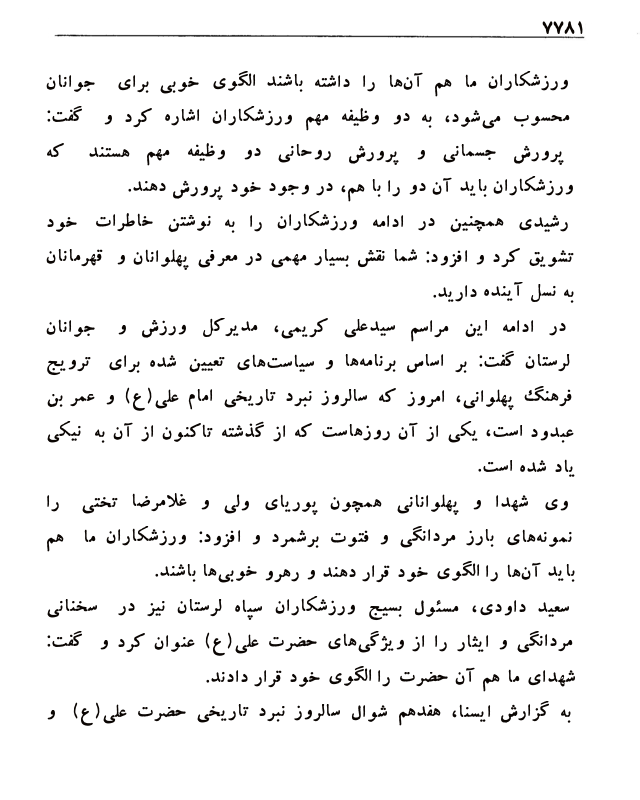 ۷۷۸۱
ورزشکاران ما هم آن‌ها را داشته باشند الگوی خوبی برای جوانان
محسوب می‌شود، به دو وظیفه مهم ورزشکاران اشاره کرد و گفت:
پرورش جسمانی و پرورش روحانی دو وظیفه مهم هستند که
ورزشکاران باید آن دو را با هم، در وجود خود پرورش دهند.
رشیدی همچنین در ادامه ورزشکاران را به نوشتن خاطرات خود
تشویق کرد و افزود: شما نقش بسیار مهمی در معرفی پهلوانان و قهرمانان
به نسل آینده دارید.
در ادامه این مراسم سیدعلی کریمی، مدیرکل ورزش و جوانان
لرستان گفت: بر اساس برنامه‌ها و سیاست‌های تعیین شده برای ترویج
فرهنگ پهلوانی، امروز که سالروز نبرد تاریخی امام علی(ع) و عمر بن
عبدود است، یکی از آن روزهاست که از گذشته تاکنون از آن به نیکی
یاد شده است.
وی شهدا و پهلوانانی همچون پوریای ولی و غلامرضا تختی را
نمونه‌های بارز مردانگی و فتوت برشمرد و افزود: ورزشکاران ما هم
باید آن‌ها را الگوی خود قرار دهند و رهرو خوبی‌ها باشند.
سعید داودی، مسئول بسیج ورزشکاران سپاه لرستان نیز در سخنانی
مردانگی و ایثار را از ویژگی‌های حضرت علی(ع) عنوان کرد و گفت:
شهدای ما هم آن حضرت را الگوی خود قرار دادند.
به گزارش ایسنا، هفدهم شوال سالروز نبرد تاریخی حضرت علی(ع) و